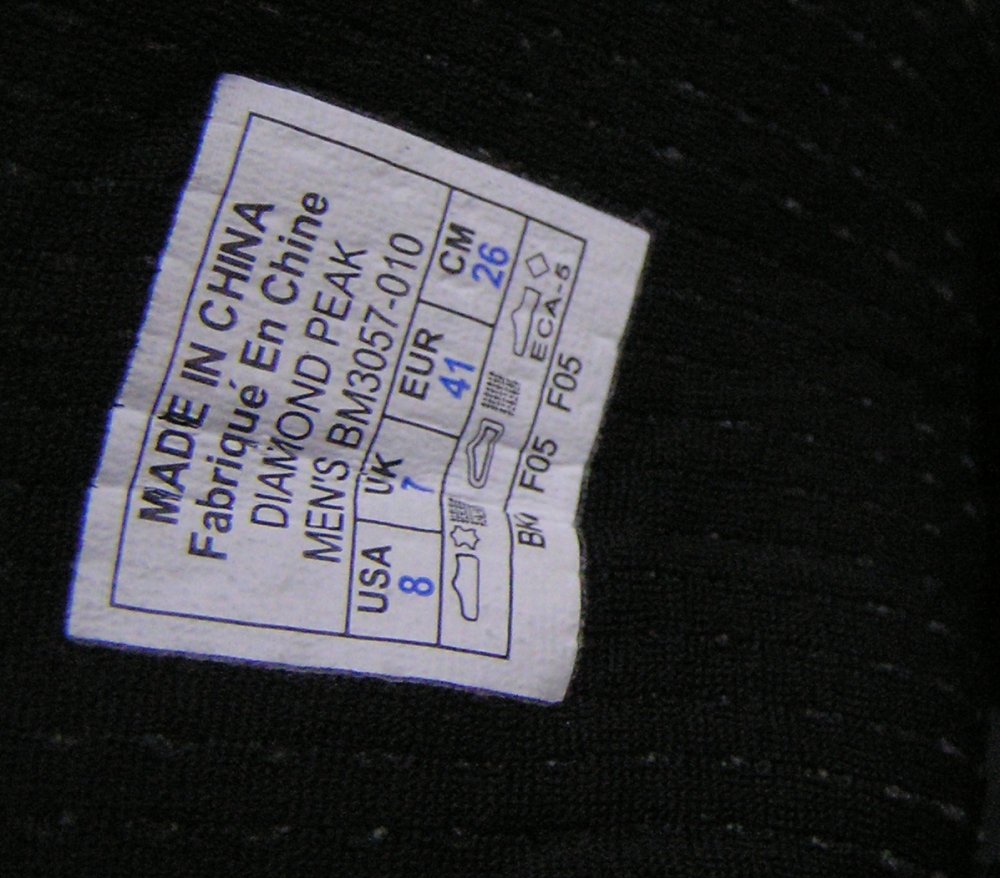 MADE IN CHINA
Fabriqué En Chine
DIAMOND PEAK
MEN'S BM3057-010
USA UK EUR CM
8 7 41 26
ECA-5
F05 F05